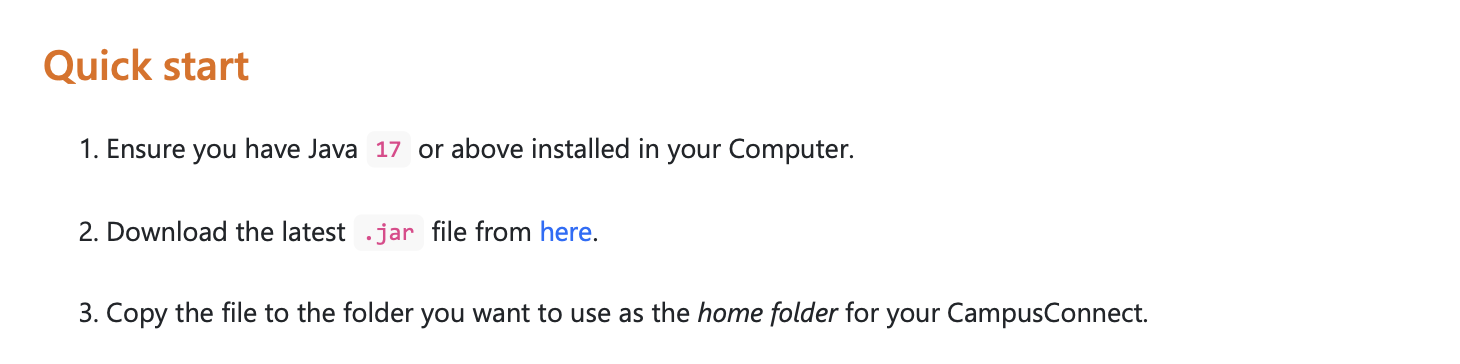 Quick start
1. Ensure you have Java 17 or above installed in your Computer.
2. Download the latest .jar file from here.
3. Copy the file to the folder you want to use as the home folder for your CampusConnect.